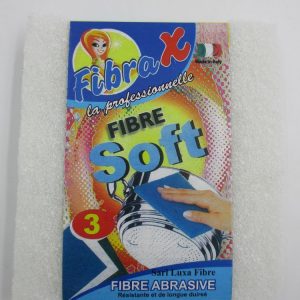 Fibrax
Made in Italy
la professionnelle
FIBRE
Soft
3
Sarl Luxa Fibre
FIBRE ABRASIVE
Résistante et de longue durée